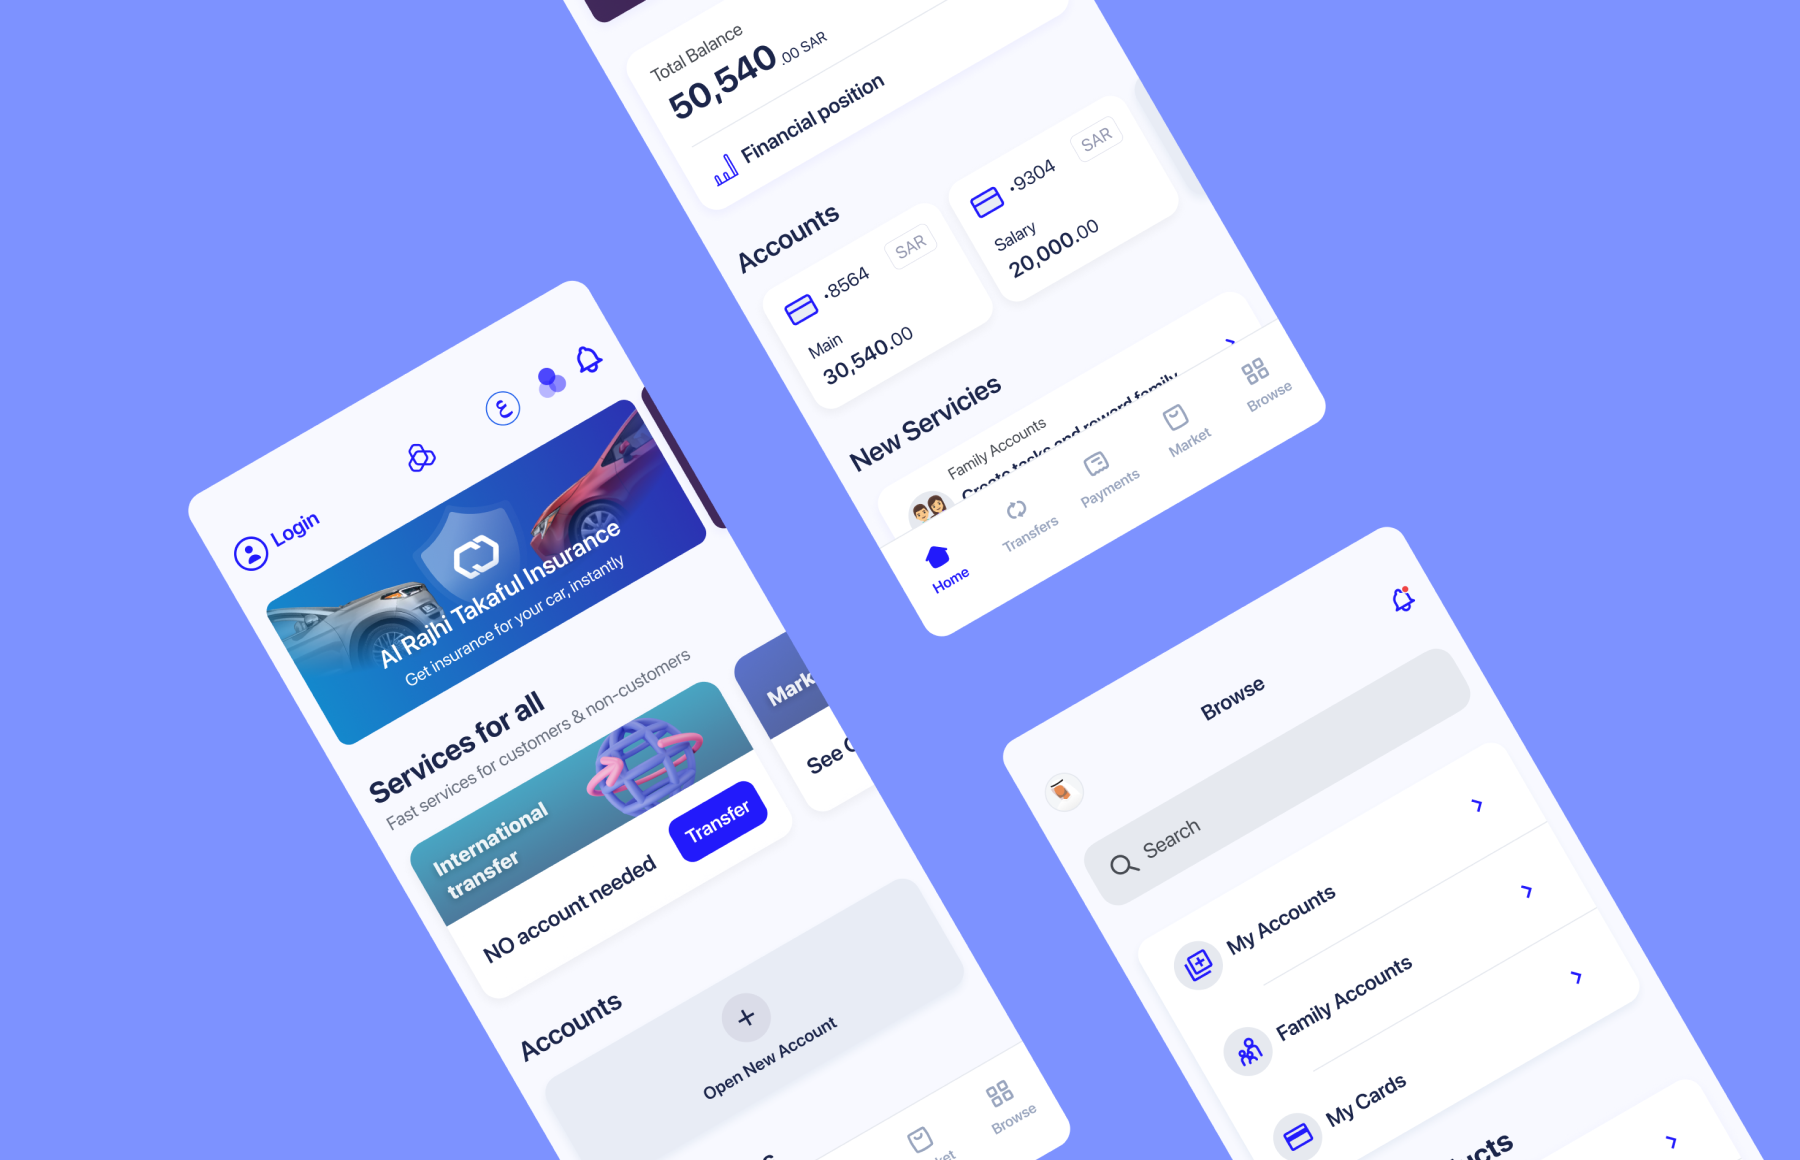 Total Balance
50,540 .00 SAR
Financial position
Accounts
·8564 SAR
Main
30,540.00
·9304 SAR
Salary
20,000.00
New Servicies
Family Accounts
Create tasks and reward family
Home
Transfers
Payments
Market
Browse
Login
ع
Al Rajhi Takaful Insurance
Get insurance for your car, instantly
Services for all
Fast services for customers & non-customers
International
transfer
NO account needed
Transfer
Mark
See
Accounts
Open New Account
ket
Browse
Browse
Search
My Accounts
Family Accounts
My Cards
ucts